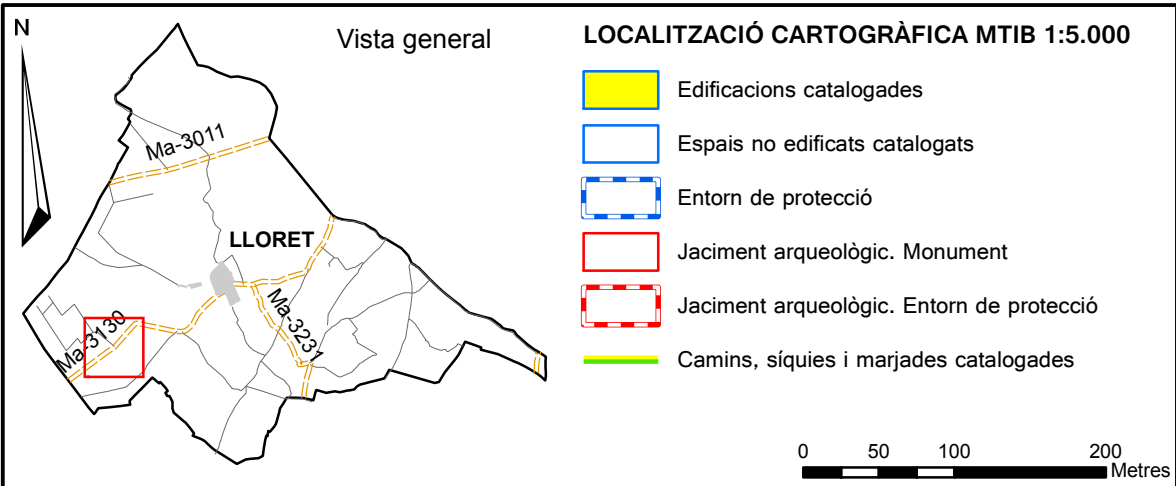 N
Vista general
Ma-3011
LLORET
Ma-3231
Ma-3130
LOCALITZACIÓ CARTOGRÀFICA MTIB 1:5.000
Edificacions catalogades
Espais no edificats catalogats
Entorn de protecció
Jaciment arqueològic. Monument
Jaciment arqueològic. Entorn de protecció
Camins, síquies i marjades catalogades
0 50 100 200
Metres